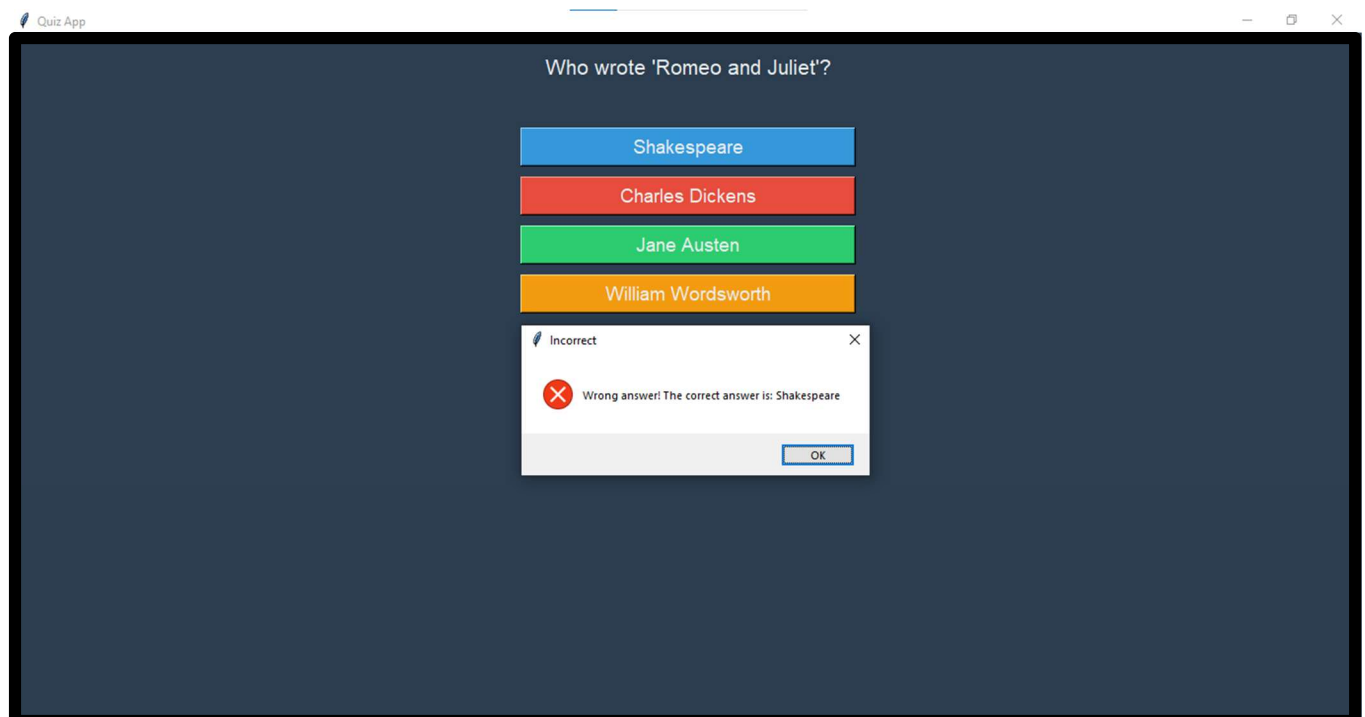 Quiz App
Who wrote 'Romeo and Juliet'?
Shakespeare
Charles Dickens
Jane Austen
William Wordsworth
Incorrect
Wrong answer! The correct answer is: Shakespeare
OK